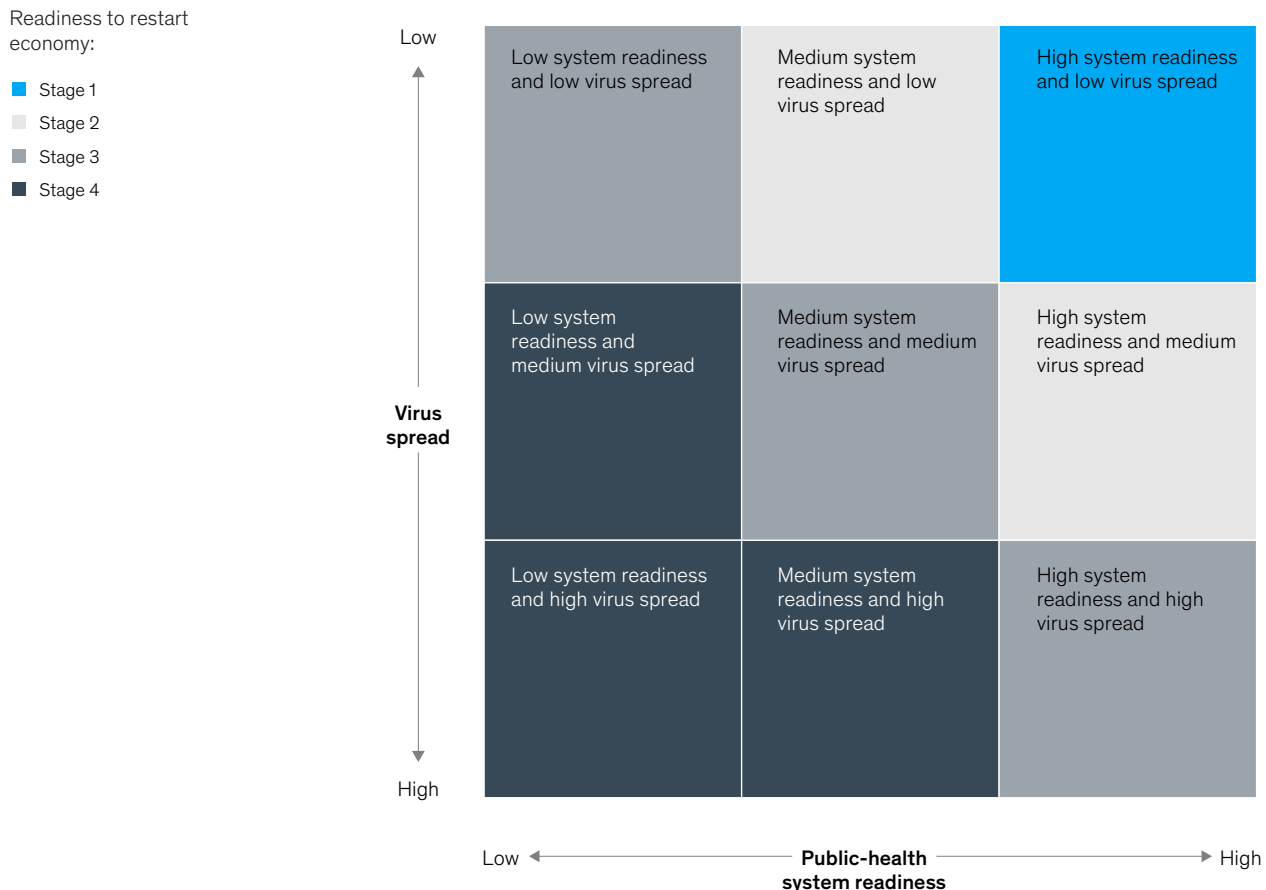 Readiness to restart
economy:
Stage 1
Stage 2
Stage 3
Stage 4
Low
Virus
spread
High
Low system readiness
and low virus spread
Medium system
readiness and low
virus spread
High system readiness
and low virus spread
Low system
readiness and
medium virus spread
Medium system
readiness and medium
virus spread
High system
readiness and medium
virus spread
Low system readiness
and high virus spread
Medium system
readiness and high
virus spread
High system
readiness and high
virus spread
Low
Public-health
system readiness
High